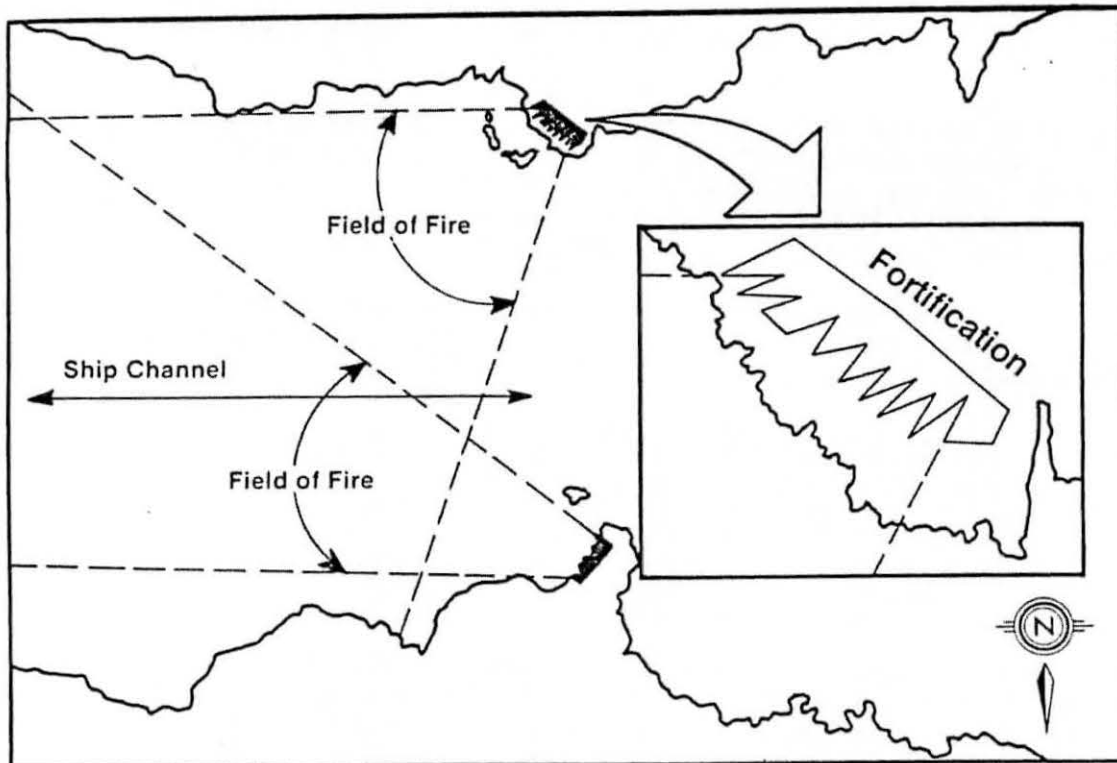 Field of Fire
Fortification
Ship Channel
Field of Fire
N